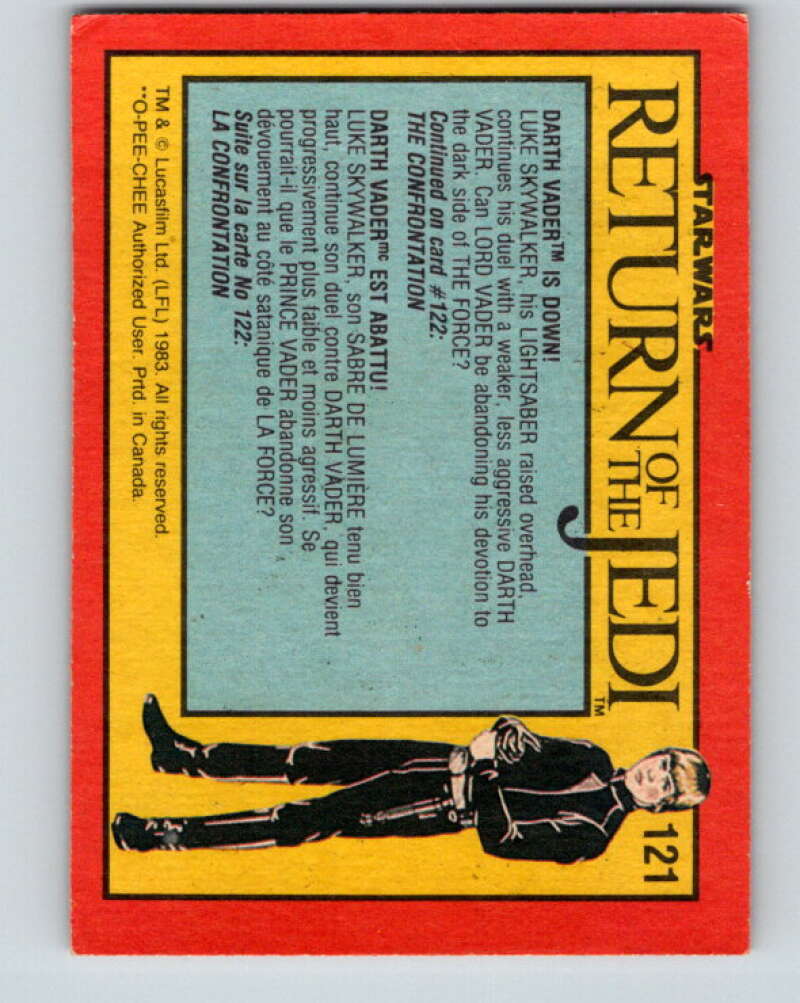 STAR WARS
RETURN OF THE JEDI™
121
DARTH VADER™ IS DOWN!
LUKE SKYWALKER, his LIGHTSABER raised overhead,
continues his duel with a weaker, less aggressive DARTH
VADER. Can LORD VADER be abandoning his devotion to
the dark side of THE FORCE?
Continued on card #122:
THE CONFRONTATION
DARTH VADERmc EST ABATTU!
LUKE SKYWALKER, son SABRE DE LUMIÈRE tenu bien
haut, continue son duel contre DARTH VADER, qui devient
progressivement plus faible et moins agressif. Se
pourrait-il que le PRINCE VADER abandonne son
dévouement au côté satanique de LA FORCE?
Suite sur la carte No 122:
LA CONFRONTATION
TM & © Lucasfilm Ltd. (LFL) 1983. All rights reserved.
**O-PEE-CHEE Authorized User. Prtd. in Canada.